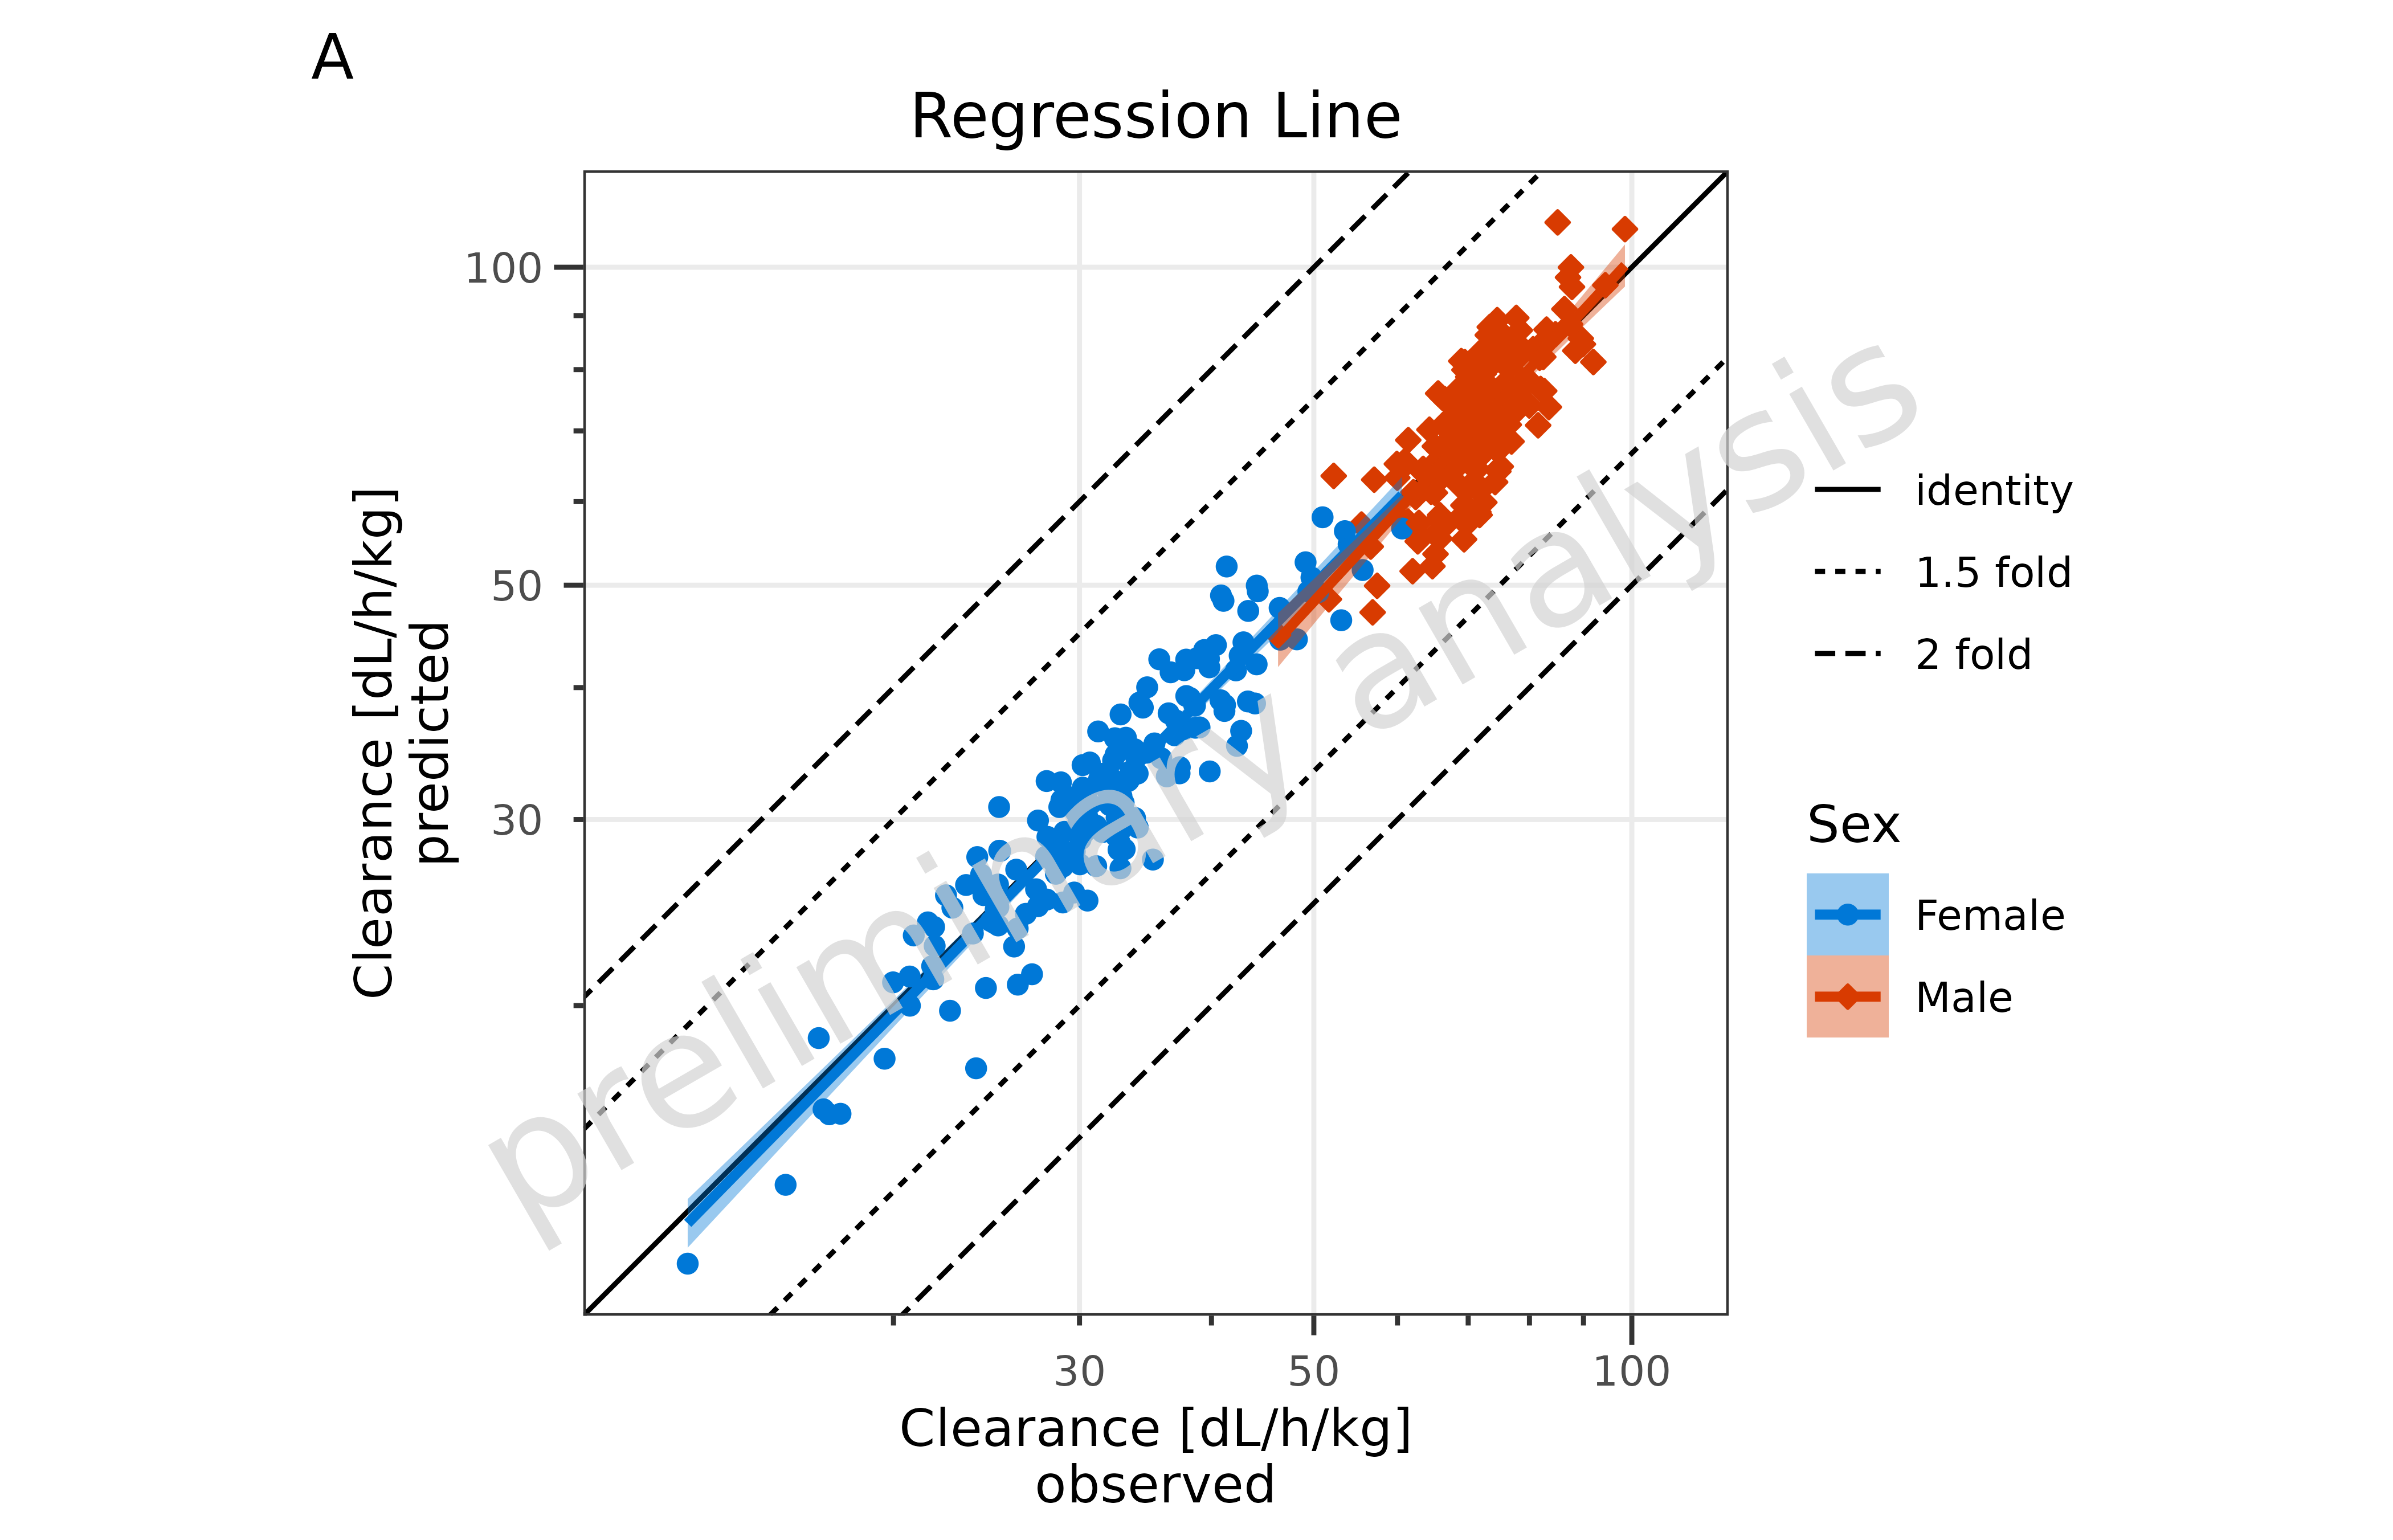 A
Regression Line
100
50
30
Clearance [dL/h/kg]
predicted
30
50
100
Clearance [dL/h/kg]
observed
identity
1.5 fold
2 fold
Sex
Female
Male
preliminary analysis